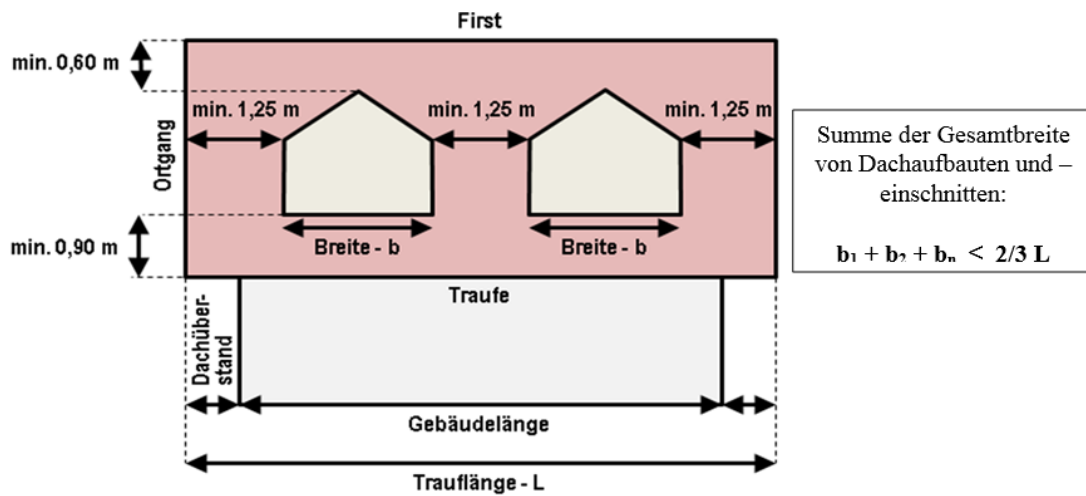 First
min. 0,60 m
min. 1,25 m
min. 1,25 m
min. 1,25 m
Ortgang
min. 0,90 m
Breite - b
Breite - b
Traufe
Dachüber-
stand
Gebäudelänge
Trauflänge - L
Summe der Gesamtbreite
von Dachaufbauten und –
einschnitten:
b₁ + b₂ + bₙ < 2/3 L